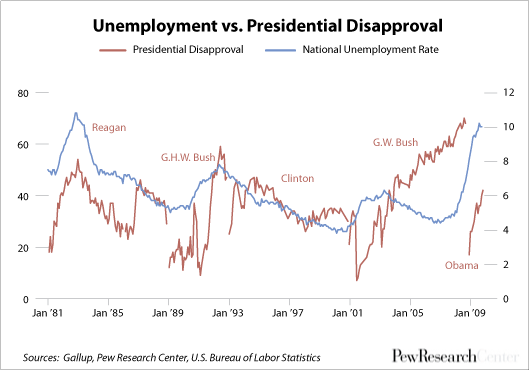 Unemployment vs. Presidential Disapproval
Presidential Disapproval National Unemployment Rate
80 12
Reagan
10
G.H.W. Bush
G.W. Bush
60
8
Clinton
40 6
4
20
Obama
2
0 0
Jan '81 Jan '85 Jan '89 Jan '93 Jan '97 Jan '01 Jan '05 Jan '09
Sources: Gallup, Pew Research Center, U.S. Bureau of Labor Statistics
PewResearchCenter